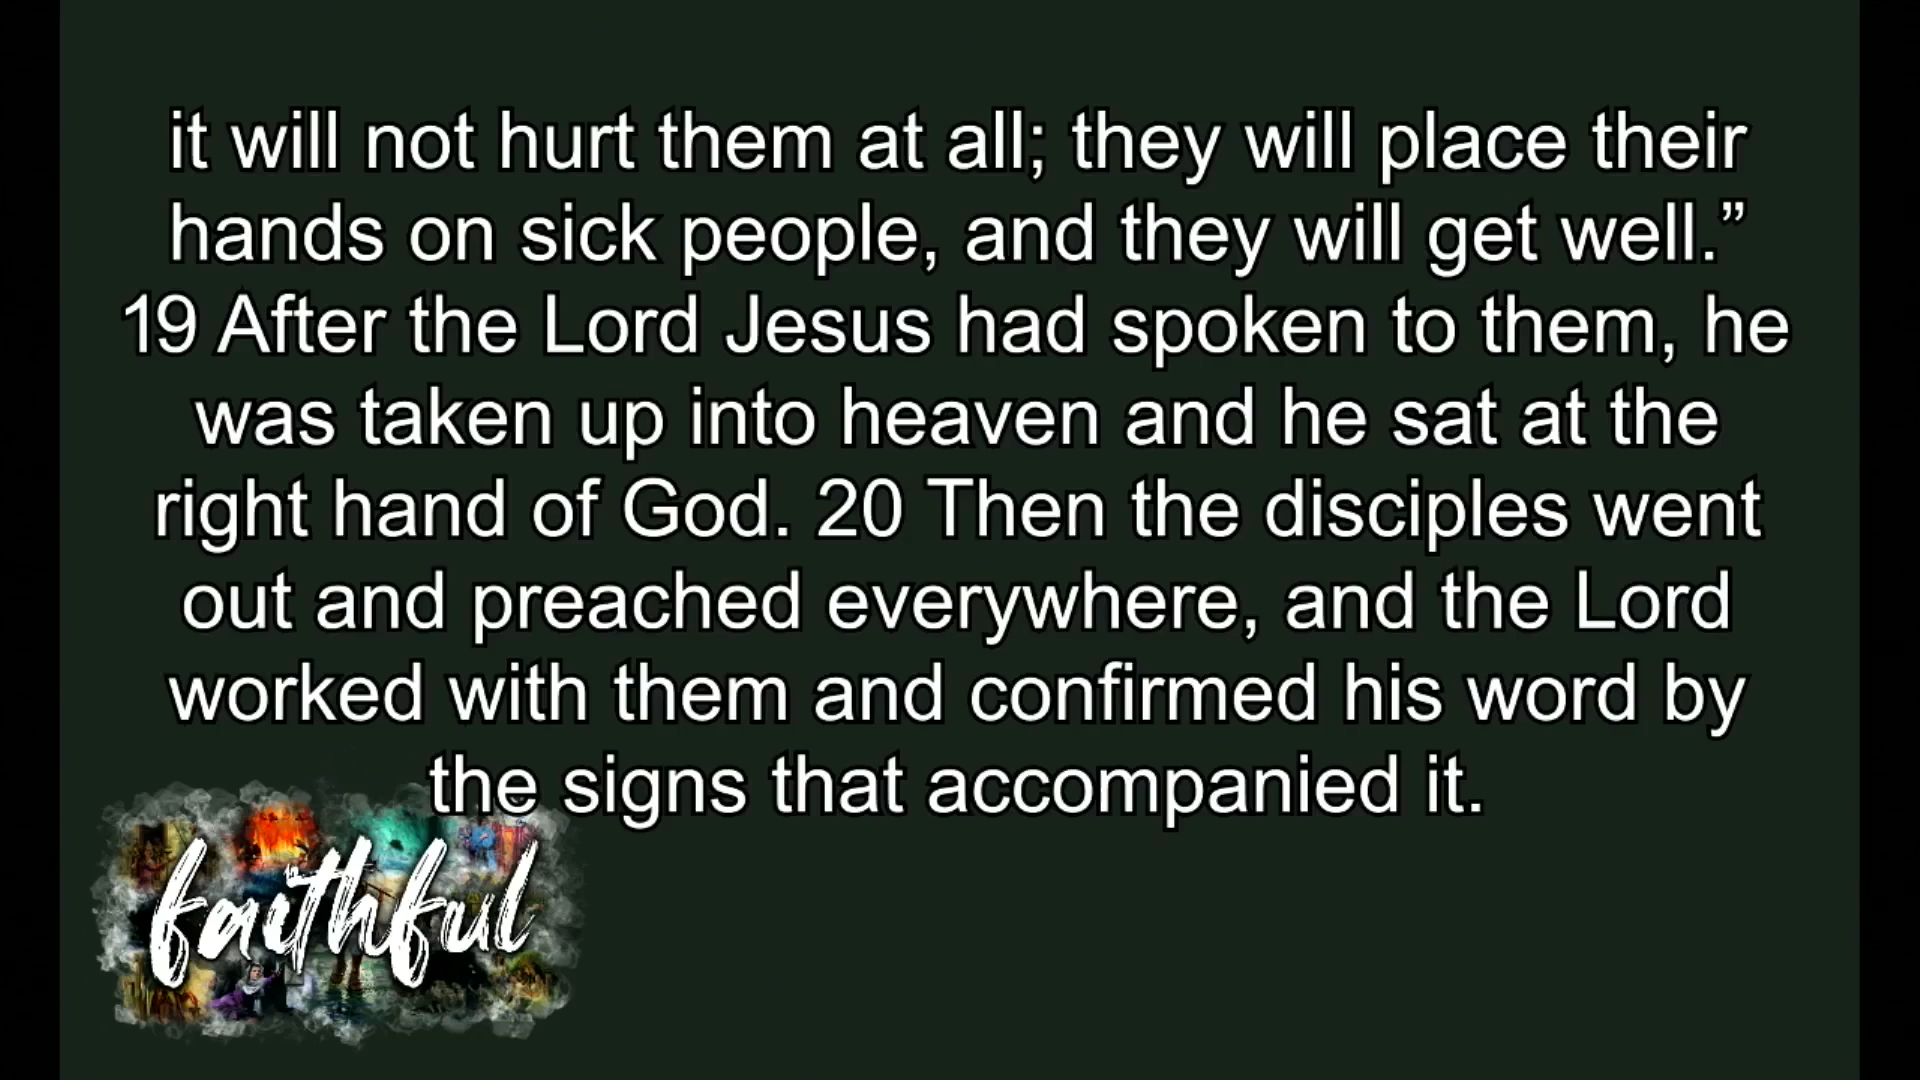 it will not hurt them at all; they will place their
hands on sick people, and they will get well.”
19 After the Lord Jesus had spoken to them, he
was taken up into heaven and he sat at the
right hand of God. 20 Then the disciples went
out and preached everywhere, and the Lord
worked with them and confirmed his word by
the signs that accompanied it.
faithful